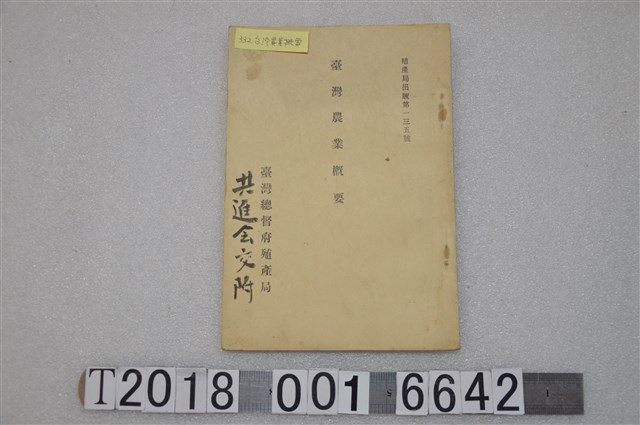 殖產局出版第一三五號
臺灣農業概要
臺灣總督府殖產局
共進会交附
T2018 001 6642